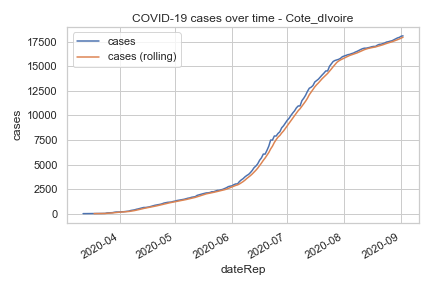 COVID-19 cases over time - Cote_dIvoire
cases
cases (rolling)
17500
15000
12500
10000
7500
5000
2500
0
cases
2020-04
2020-05
2020-06
2020-07
2020-08
2020-09
dateRep